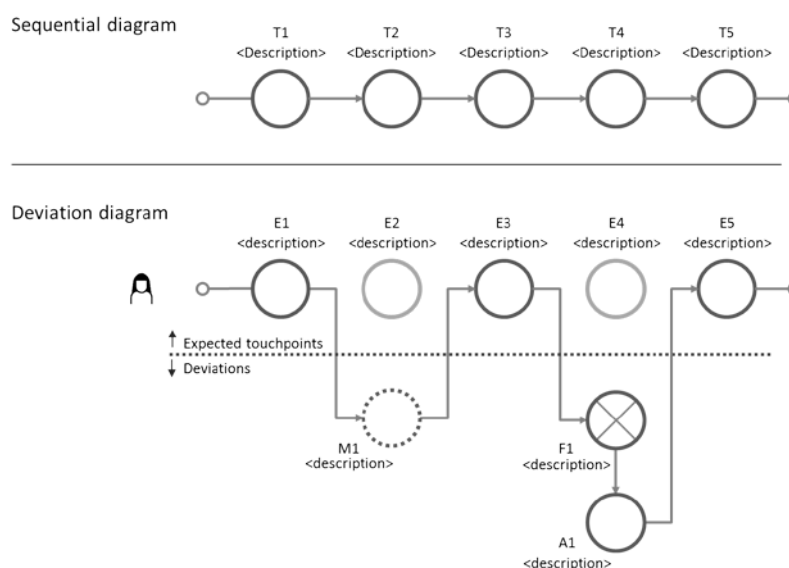 Sequential diagram
T1 T2 T3 T4 T5
<Description> <Description> <Description> <Description> <Description>
Deviation diagram
E1 E2 E3 E4 E5
<description> <description> <description> <description> <description>
Expected touchpoints
Deviations
M1 F1
<description> <description>
A1
<description>